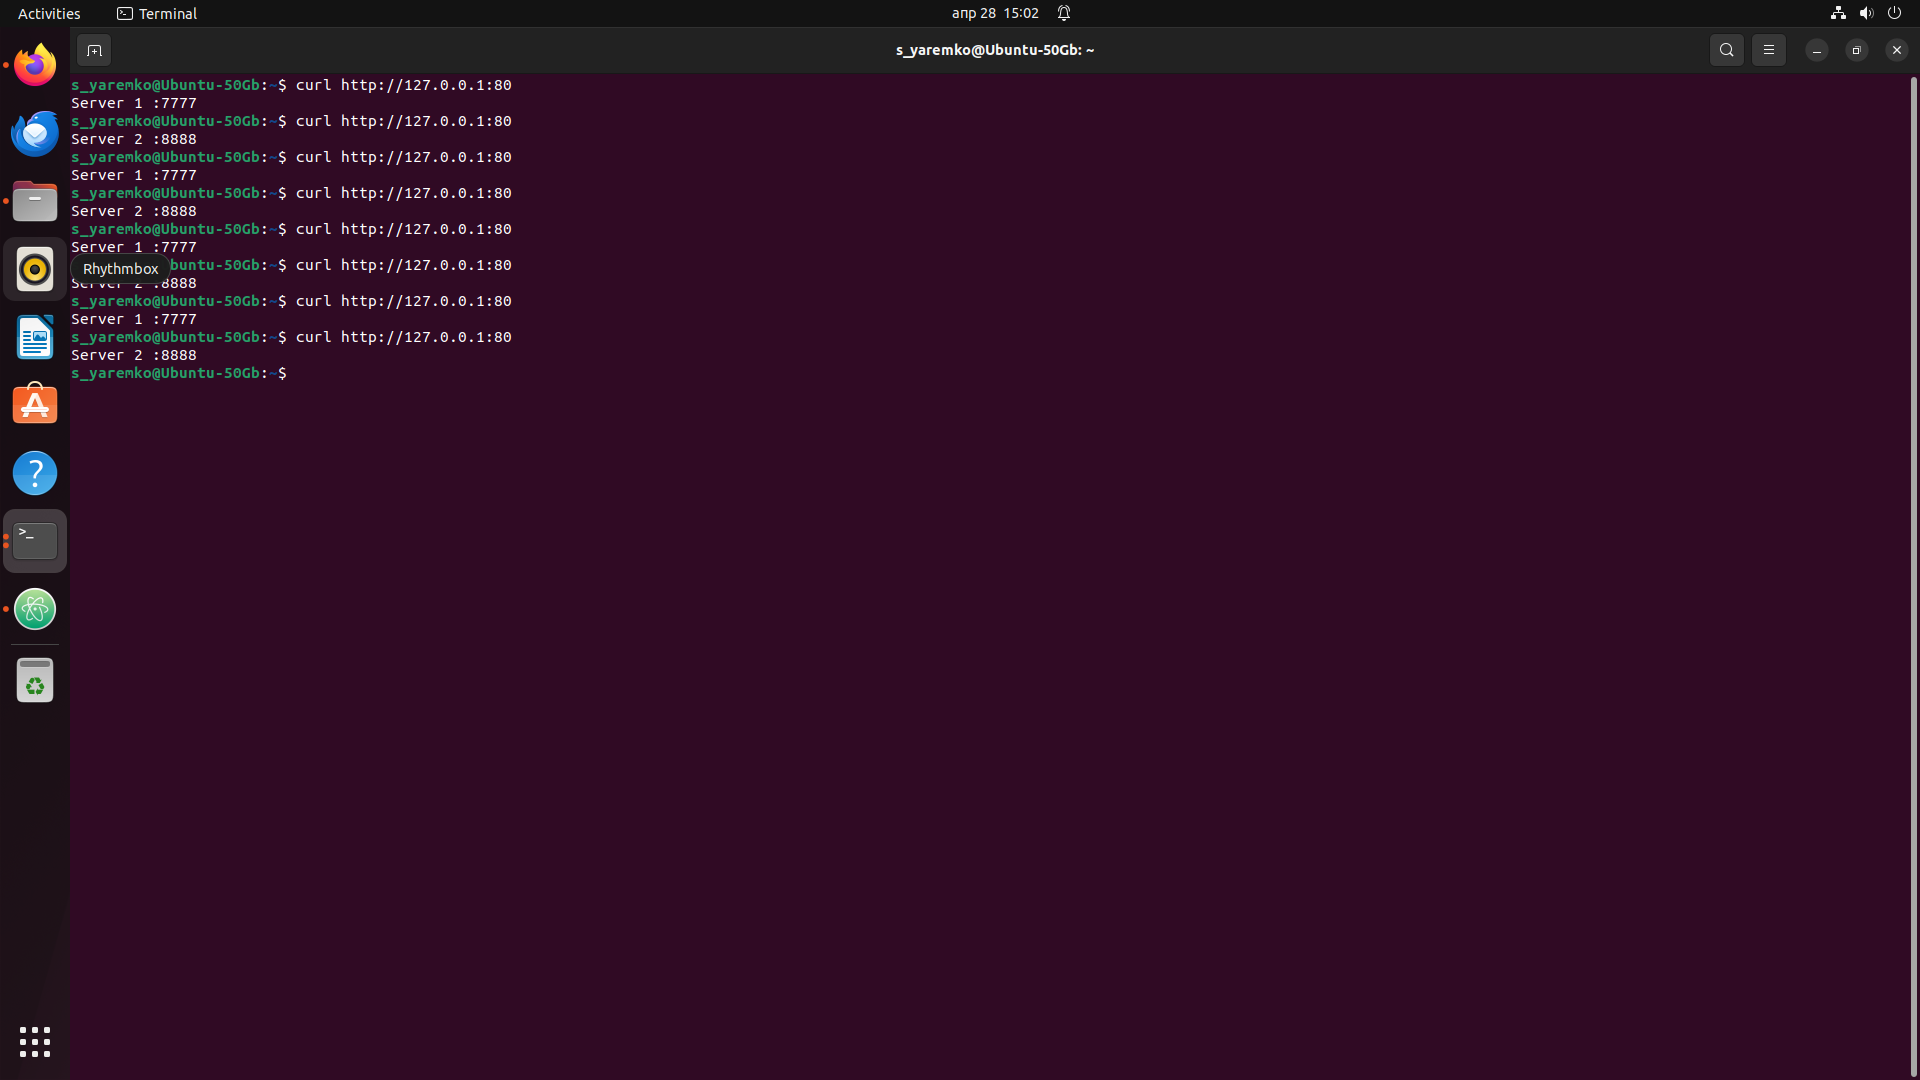 Activities Terminal апр 28 15:02
s_yaremko@Ubuntu-50Gb: ~
s_yaremko@Ubuntu-50Gb:~$ curl http://127.0.0.1:80
Server 1 :7777
s_yaremko@Ubuntu-50Gb:~$ curl http://127.0.0.1:80
Server 2 :8888
s_yaremko@Ubuntu-50Gb:~$ curl http://127.0.0.1:80
Server 1 :7777
s_yaremko@Ubuntu-50Gb:~$ curl http://127.0.0.1:80
Server 2 :8888
s_yaremko@Ubuntu-50Gb:~$ curl http://127.0.0.1:80
Server 1 :7777
Rhythmbox
buntu-50Gb:~$ curl http://127.0.0.1:80
Server 2 :8888
s_yaremko@Ubuntu-50Gb:~$ curl http://127.0.0.1:80
Server 1 :7777
s_yaremko@Ubuntu-50Gb:~$ curl http://127.0.0.1:80
Server 2 :8888
s_yaremko@Ubuntu-50Gb:~$